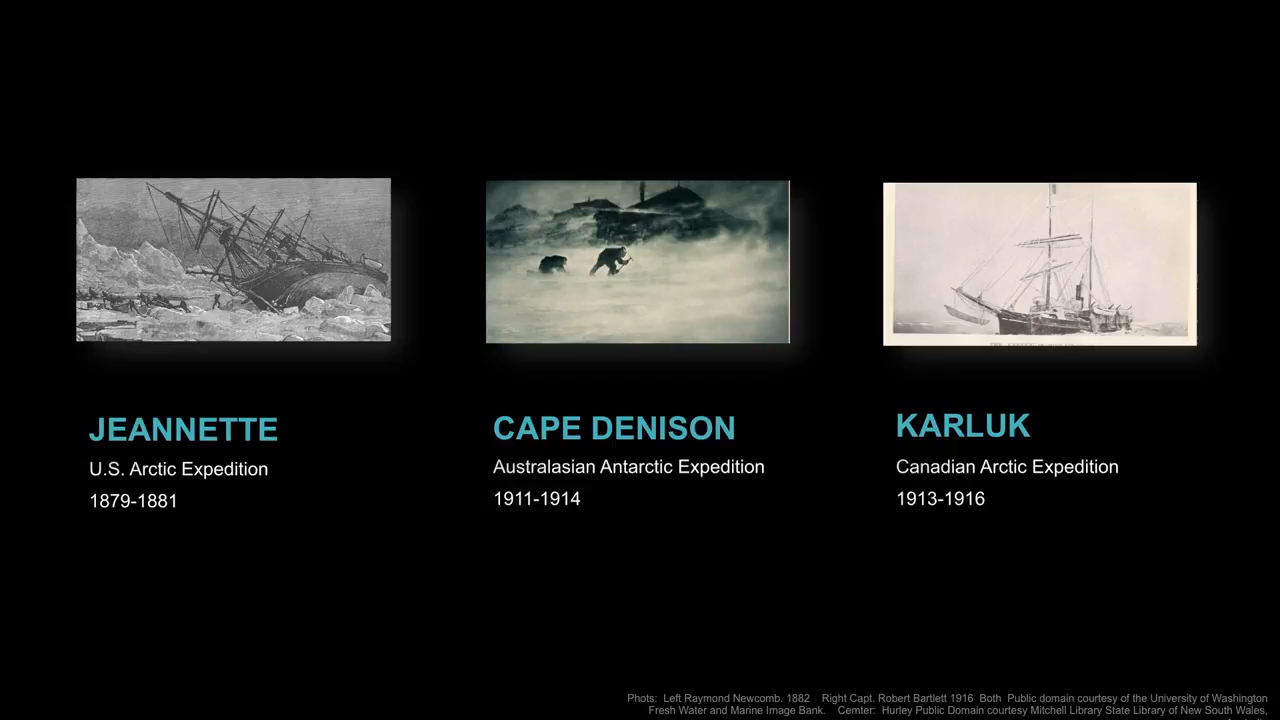 JEANNETTE
U.S. Arctic Expedition
1879-1881
CAPE DENISON
Australasian Antarctic Expedition
1911-1914
KARLUK
Canadian Arctic Expedition
1913-1916
Phots: Left Raymond Newcomb. 1882 Right Capt. Robert Bartlett 1916 Both Public domain courtesy of the University of Washington
Fresh Water and Marine Image Bank. Cemter: Hurley Public Domain courtesy Mitchell Library State Library of New South Wales,